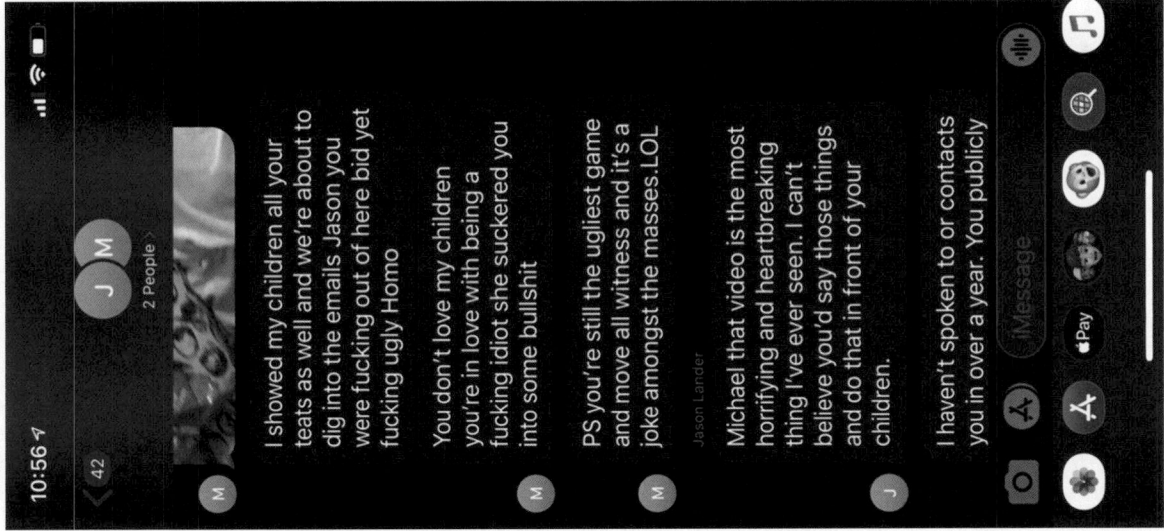 10:56
42
J M
2 People >
M
I showed my children all your
teats as well and we're about to
dig into the emails Jason you
were fucking out of here bid yet
fucking ugly Homo
M
You don't love my children
you're in love with being a
fucking idiot she suckered you
into some bullshit
M
PS you're still the ugliest game
and move all witness and it's a
joke amongst the masses.LOL
Jason Lander
J
Michael that video is the most
horrifying and heartbreaking
thing I've ever seen. I can't
believe you'd say those things
and do that in front of your
children.
I haven't spoken to or contacts
you in over a year. You publicly
iMessage
Pay